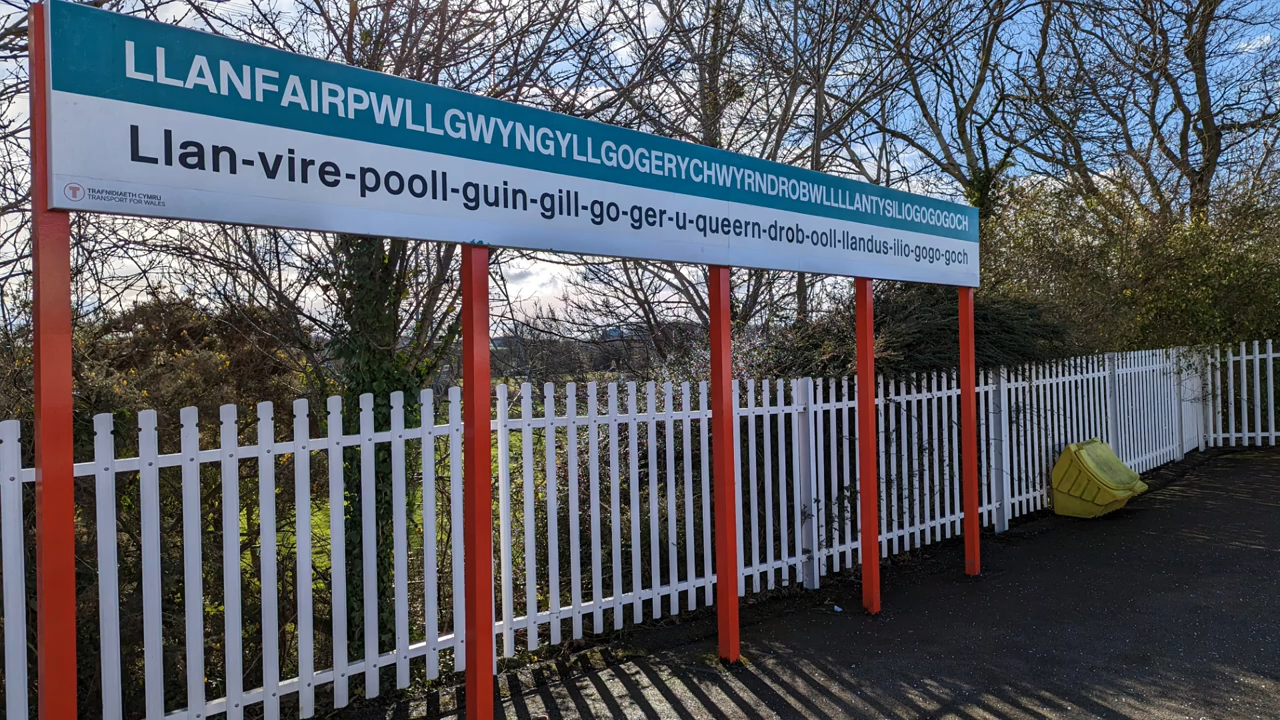 LLANFAIRPWLLGWYNGYLLGOGERYCHWYRNDROBWLLLLANTYSILIOGOGOGOCH
Llan-vire-pooll-guin-gill-go-ger-u-queern-drob-ooll-llandus-ilio-gogo-goch
T TRAFNIDIAETH CYMRU
TRANSPORT FOR WALES